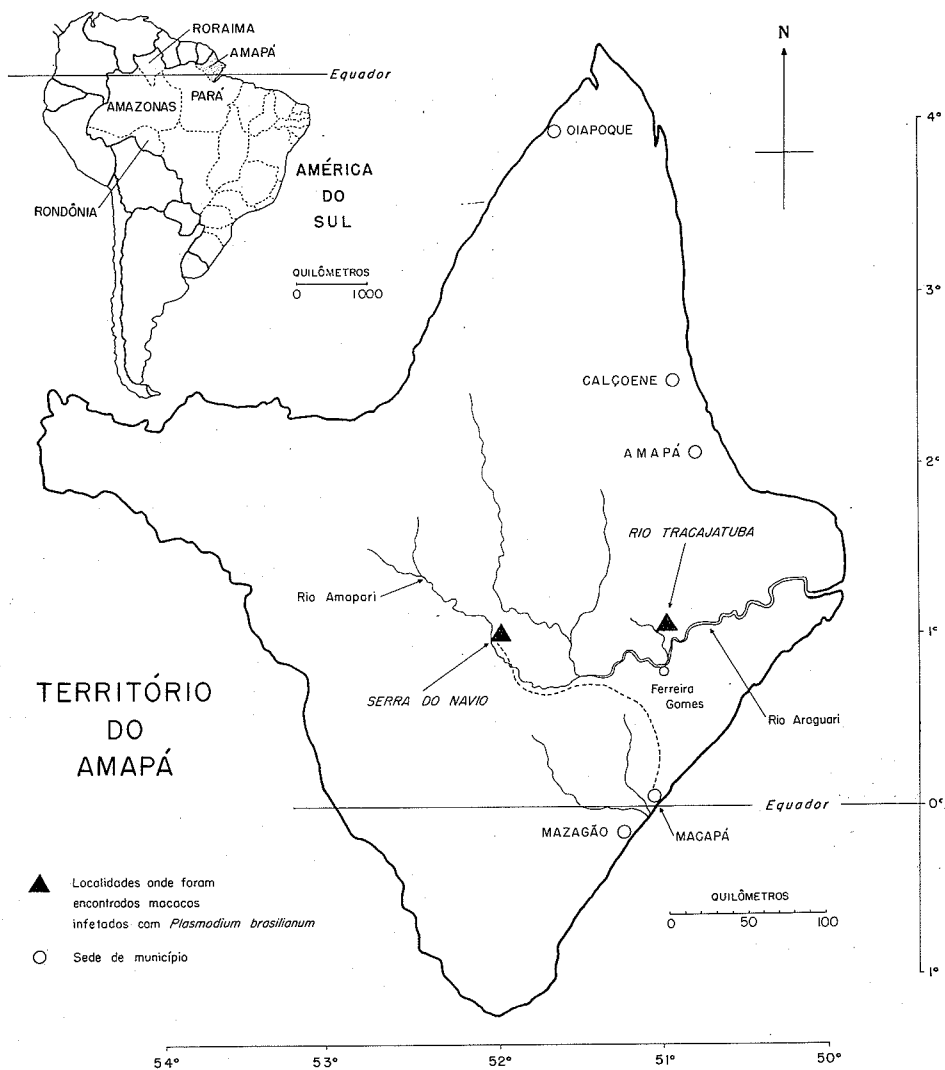 RORAIMA
AMAPÁ
Equador
AMAZONAS
PARÁ
RONDÔNIA
AMÉRICA
DO
SUL
QUILÔMETROS
0 1000
N
OIAPOQUE
4°
3°
CALÇOENE
AMAPÁ
2°
RIO TRACAJATUBA
Rio Amapari
1°
SERRA DO NAVIO
Ferreira
Gomes
Rio Araguari
TERRITÓRIO
DO
AMAPÁ
Equador
0°
MAZAGÃO
MACAPÁ
Localidades onde foram
encontrados macacos
infetados com Plasmodium brasilianum
Sede de município
QUILÔMETROS
0 50 100
1°
54° 53° 52° 51° 50°